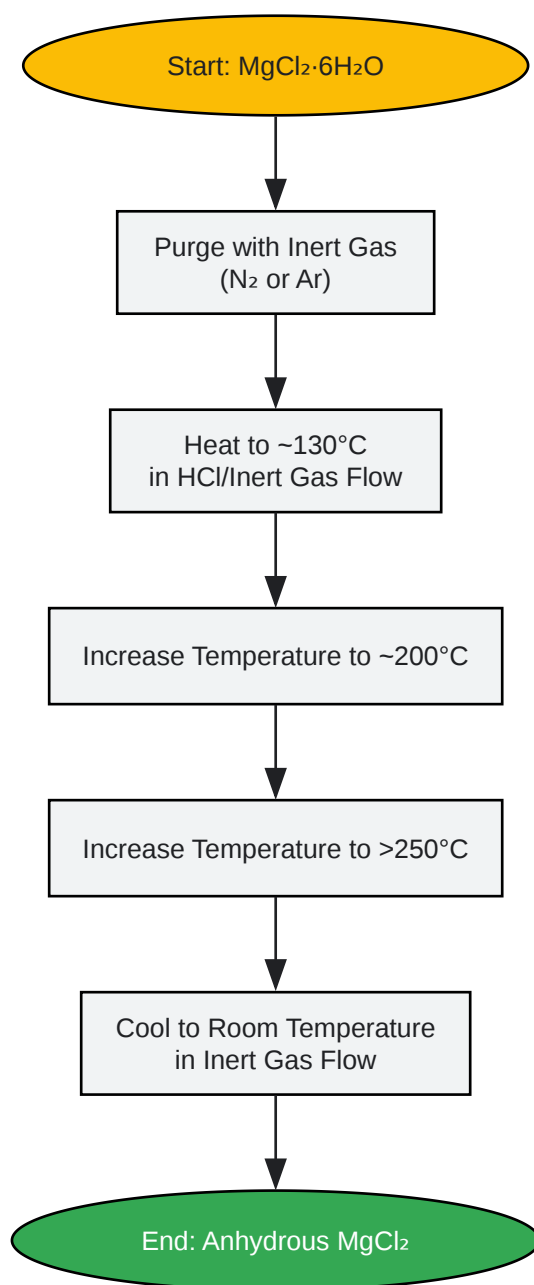 Start: MgCl₂·6H₂O
Purge with Inert Gas
(N₂ or Ar)
Heat to ~130°C
in HCl/Inert Gas Flow
Increase Temperature to ~200°C
Increase Temperature to >250°C
Cool to Room Temperature
in Inert Gas Flow
End: Anhydrous MgCl₂